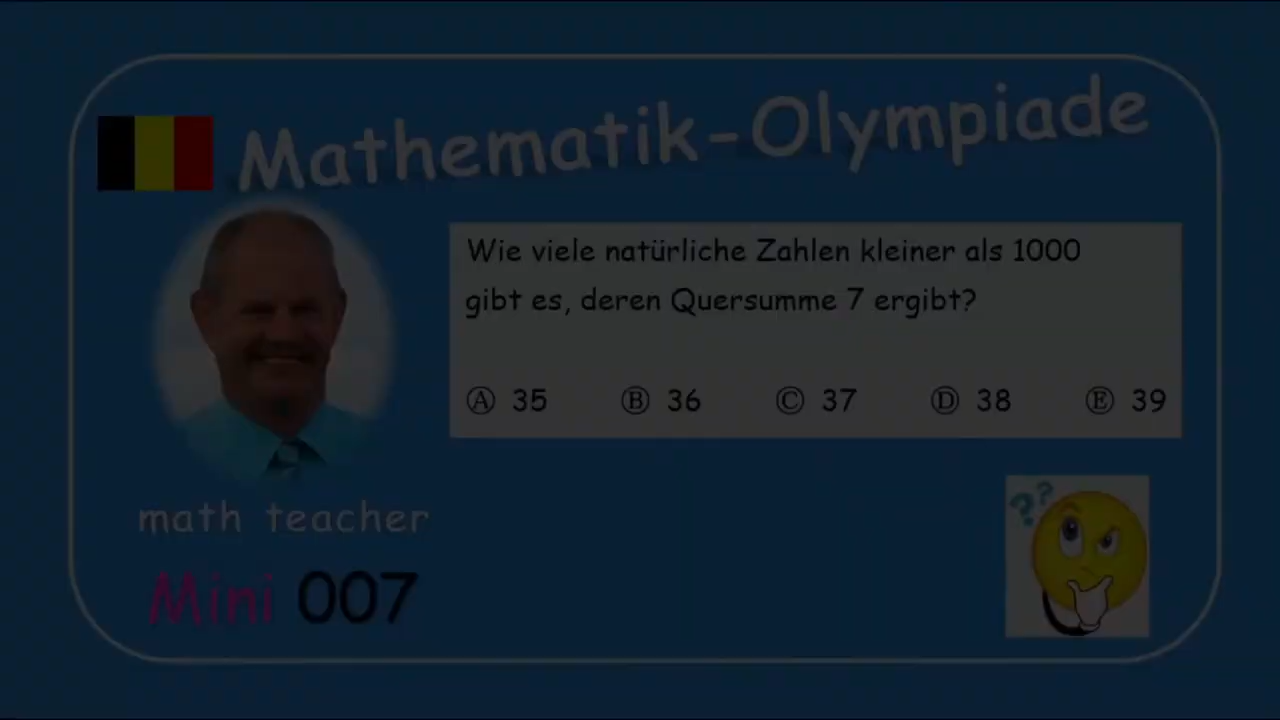 Mathematik-Olympiade
Wie viele natürliche Zahlen kleiner als 1000
gibt es, deren Quersumme 7 ergibt?
Ⓐ 35 Ⓑ 36 Ⓒ 37 Ⓓ 38 Ⓔ 39
??
math teacher
Mini 007